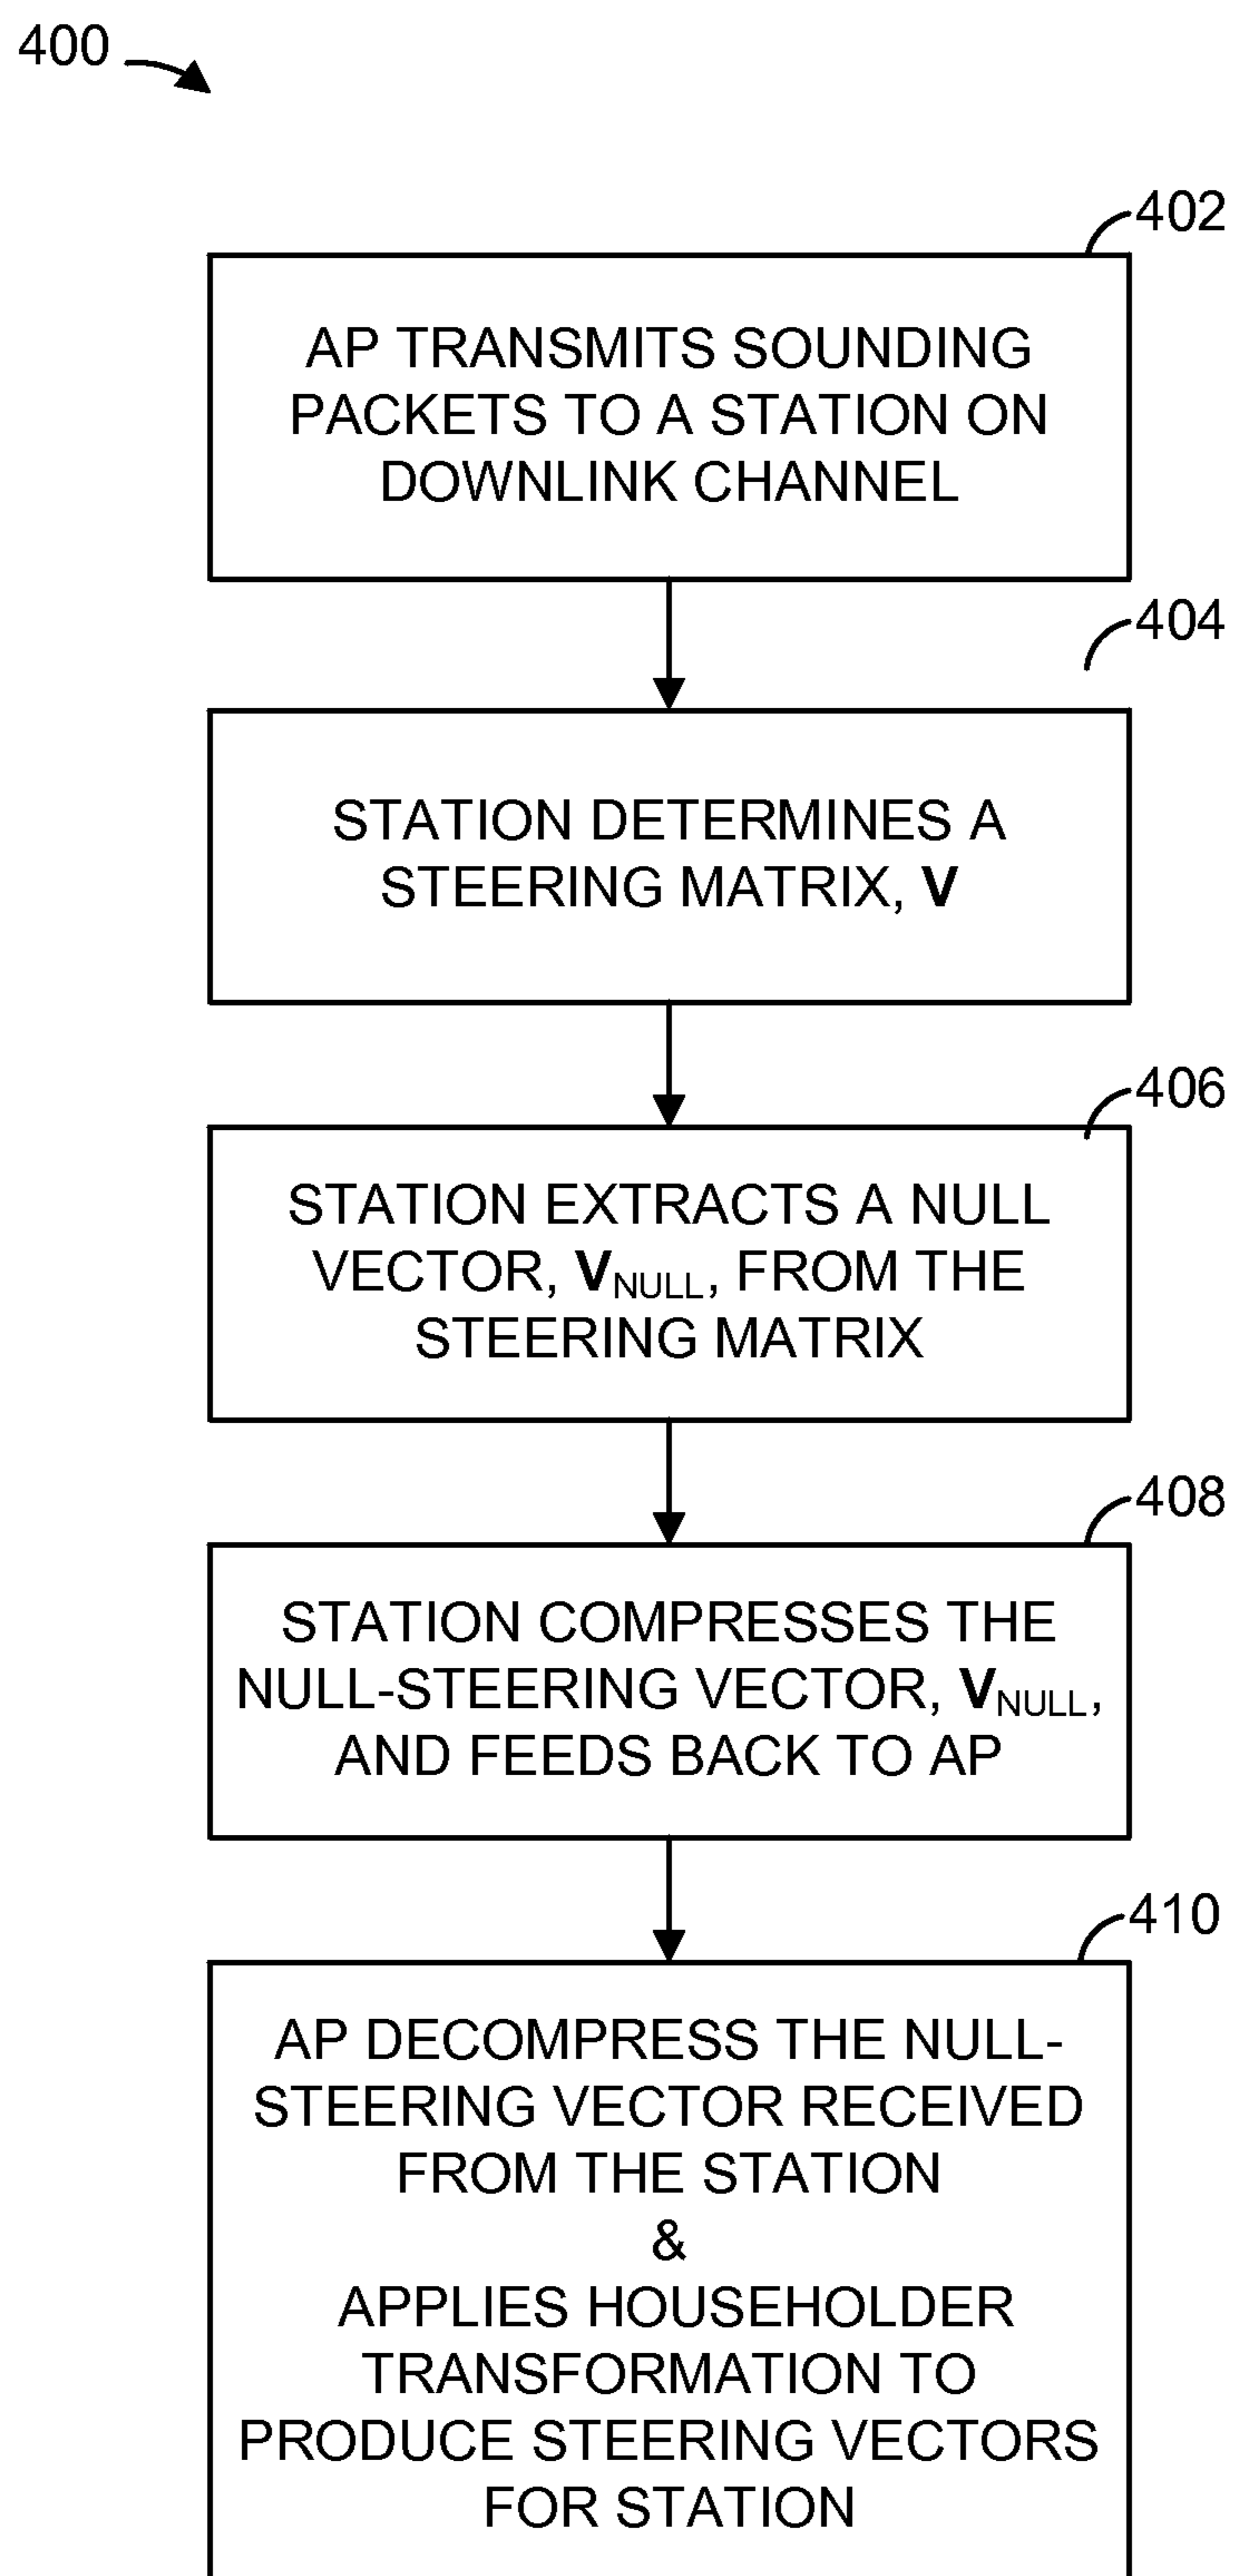 400
402
AP TRANSMITS SOUNDING
PACKETS TO A STATION ON
DOWNLINK CHANNEL
404
STATION DETERMINES A
STEERING MATRIX, V
406
STATION EXTRACTS A NULL
VECTOR, VNULL, FROM THE
STEERING MATRIX
408
STATION COMPRESSES THE
NULL-STEERING VECTOR, VNULL,
AND FEEDS BACK TO AP
410
AP DECOMPRESS THE NULL-
STEERING VECTOR RECEIVED
FROM THE STATION
&
APPLIES HOUSEHOLDER
TRANSFORMATION TO
PRODUCE STEERING VECTORS
FOR STATION